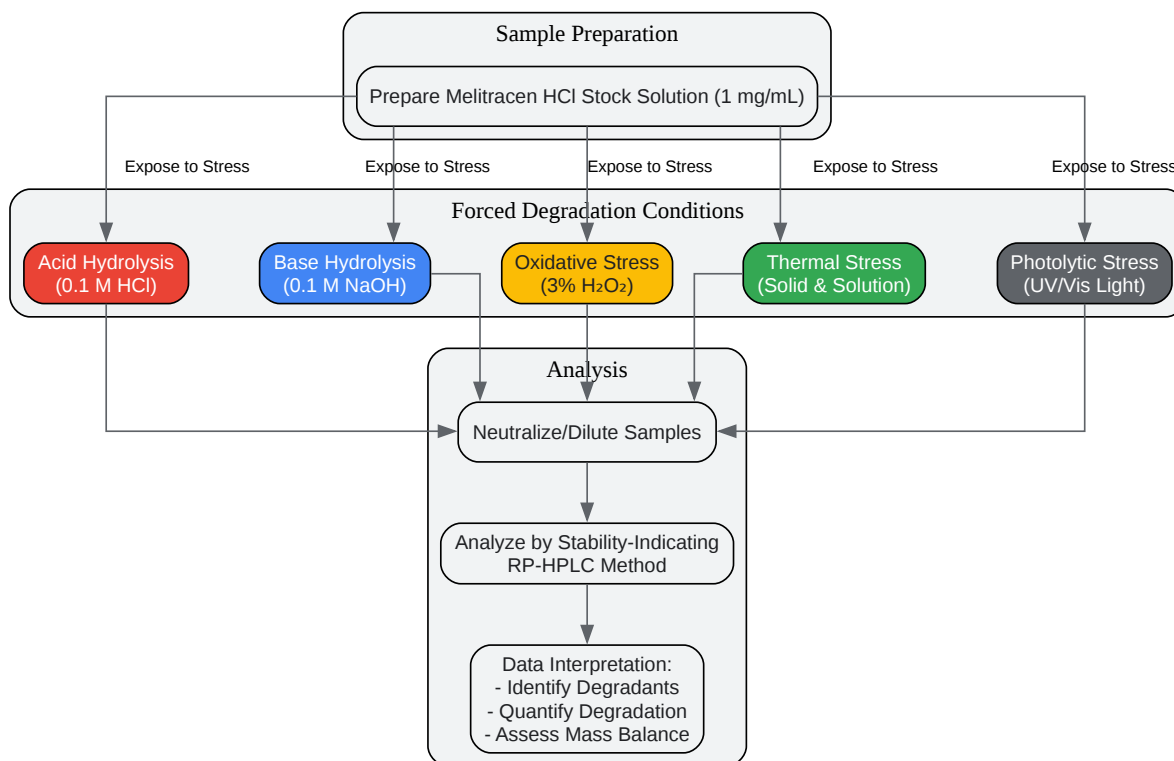 Sample Preparation
Prepare Melitracen HCl Stock Solution (1 mg/mL)
Expose to Stress
Expose to Stress
Expose to Stress
Expose to Stress
Expose to Stress
Forced Degradation Conditions
Acid Hydrolysis
(0.1 M HCl)
Base Hydrolysis
(0.1 M NaOH)
Oxidative Stress
(3% H₂O₂)
Thermal Stress
(Solid & Solution)
Photolytic Stress
(UV/Vis Light)
Analysis
Neutralize/Dilute Samples
Analyze by Stability-Indicating
RP-HPLC Method
Data Interpretation:
- Identify Degradants
- Quantify Degradation
- Assess Mass Balance